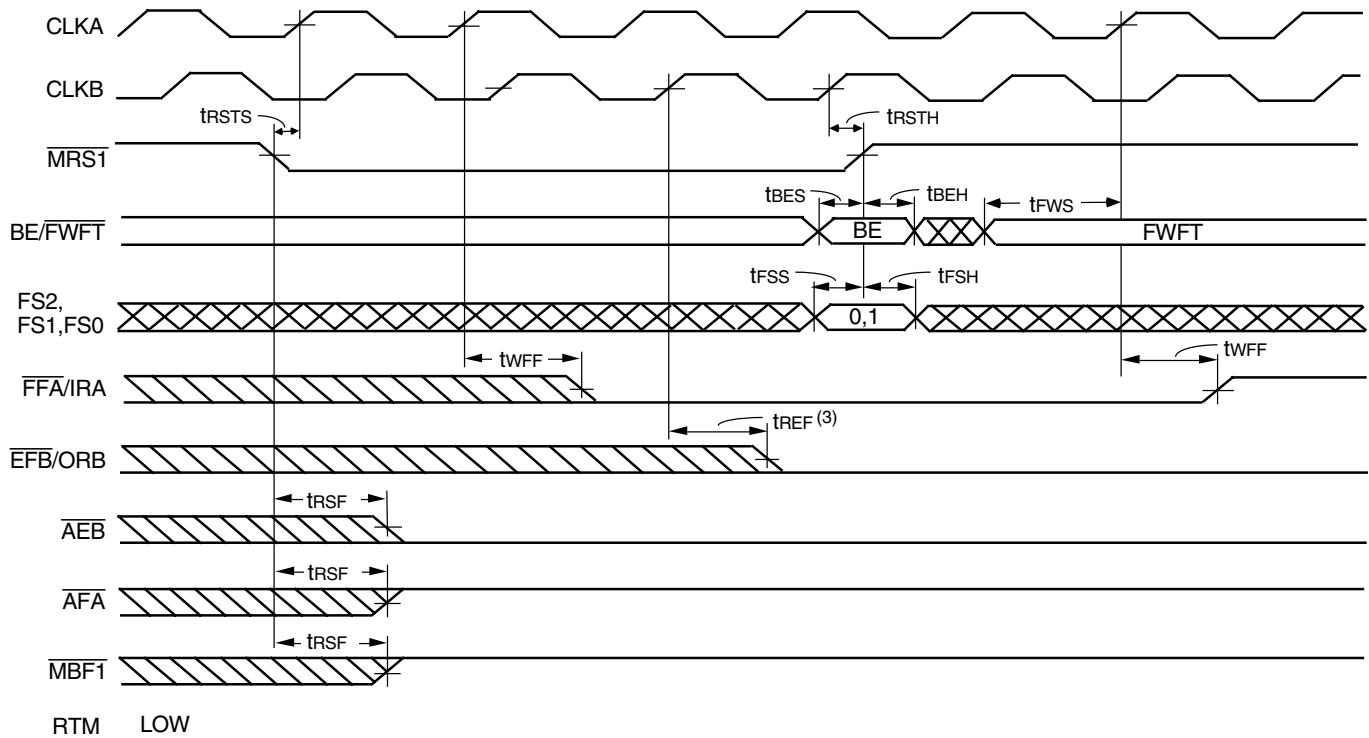 CLKA
CLKB
tRSTS
tRSTH
MRS1
tBES
tBEH
tFWS
BE/FWFT
BE
FWFT
tFSS
tFSH
FS2,
FS1,FS0
0,1
tWFF
tWFF
FFA/IRA
tREF (3)
EFB/ORB
tRSF
AEB
tRSF
AFA
tRSF
MBF1
RTM LOW